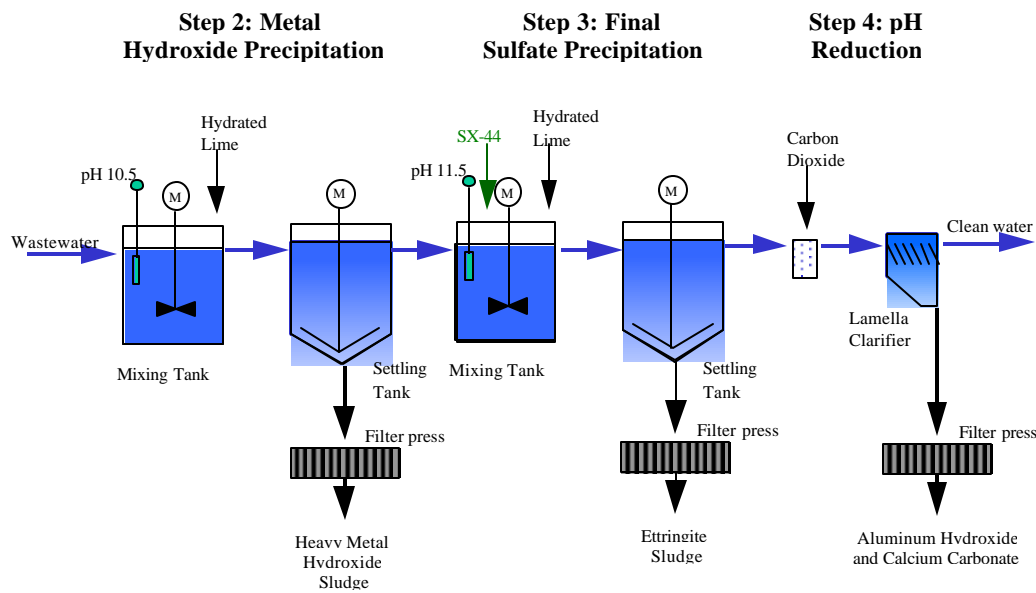 Step 2: Metal
Hydroxide Precipitation
Step 3: Final
Sulfate Precipitation
Step 4: pH
Reduction
Hydrated
Lime
pH 10.5
M
M
Wastewater
Mixing Tank
Settling
Tank
Filter press
Heavy Metal
Hydroxide
Sludge
SX-44
Hydrated
Lime
pH 11.5
M
M
Mixing Tank
Settling
Tank
Filter press
Ettringite
Sludge
Carbon
Dioxide
Clean water
Lamella
Clarifier
Filter press
Aluminum Hydroxide
and Calcium Carbonate